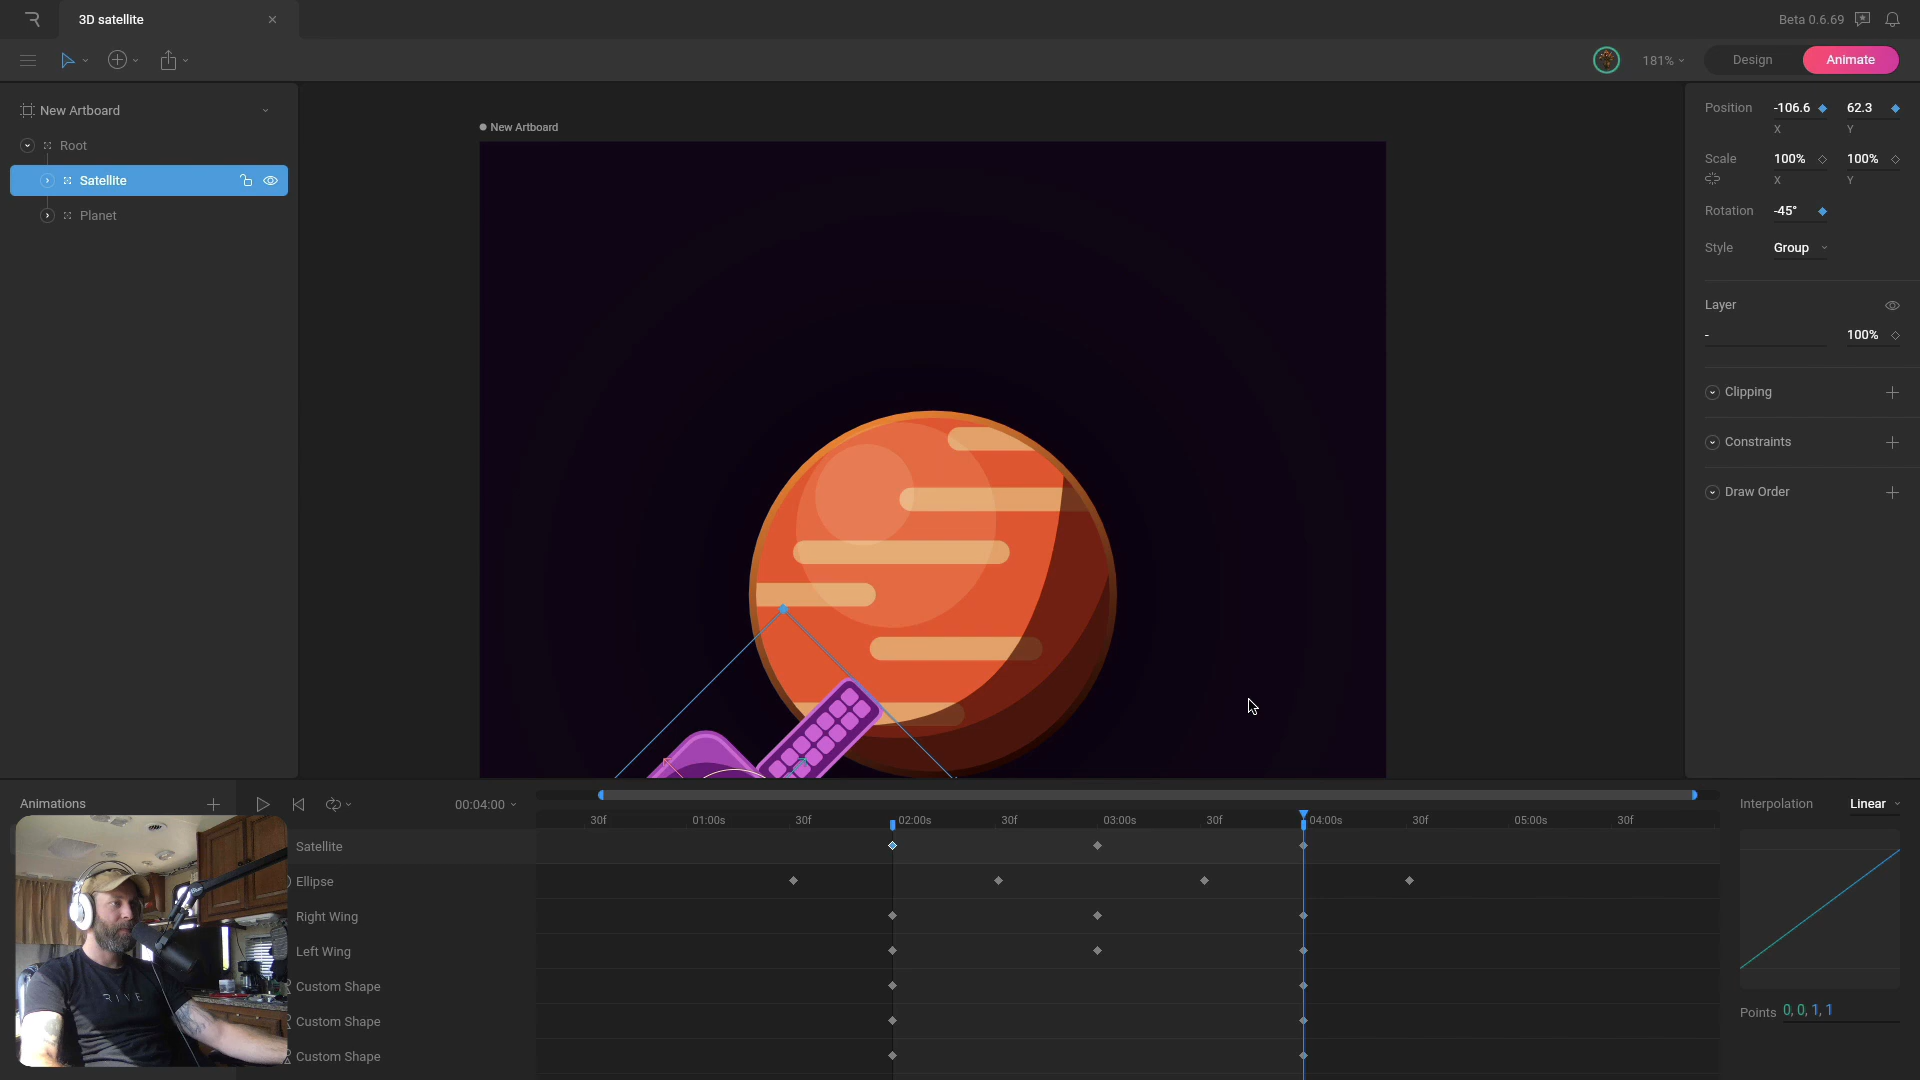 3D satellite
Beta 0.6.69
181%
Design
Animate
New Artboard
Root
Satellite
Planet
New Artboard
Position -106.6 62.3
X Y
Scale 100% 100%
X Y
Rotation -45°
Style Group
Layer
- 100%
Clipping
Constraints
Draw Order
Animations
00:04:00
30f 01:00s 30f 02:00s 30f 03:00s 30f 04:00s 30f 05:00s 30f
Satellite
Ellipse
Right Wing
Left Wing
Custom Shape
Custom Shape
Custom Shape
Interpolation Linear
Points 0, 0, 1, 1
RIVE